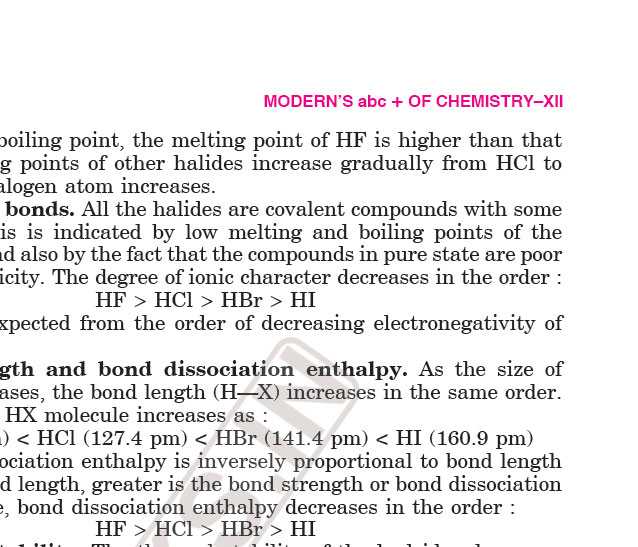 MODERN'S abc + OF CHEMISTRY–XII
boiling point, the melting point of HF is higher than that
g points of other halides increase gradually from HCl to
alogen atom increases.
bonds. All the halides are covalent compounds with some
is is indicated by low melting and boiling points of the
nd also by the fact that the compounds in pure state are poor
icity. The degree of ionic character decreases in the order :
HF > HCl > HBr > HI
xpected from the order of decreasing electronegativity of
gth and bond dissociation enthalpy. As the size of
ases, the bond length (H—X) increases in the same order.
HX molecule increases as :
) < HCl (127.4 pm) < HBr (141.4 pm) < HI (160.9 pm)
ociation enthalpy is inversely proportional to bond length
d length, greater is the bond strength or bond dissociation
e, bond dissociation enthalpy decreases in the order :
HF > HCl > HBr > HI